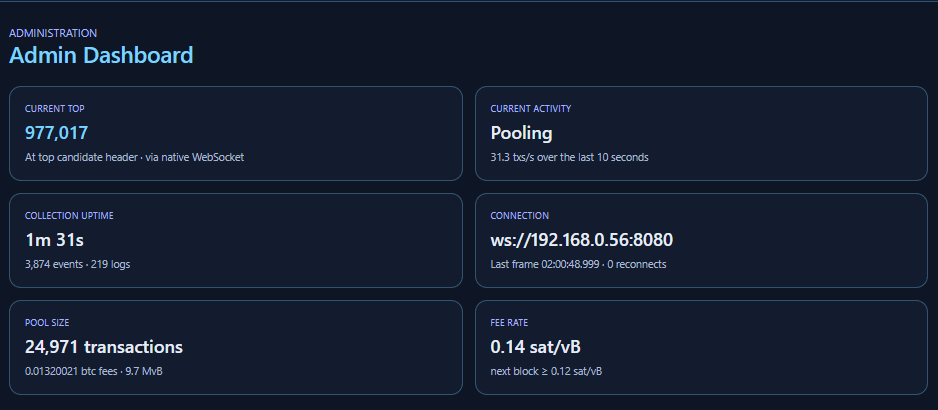 ADMINISTRATION
Admin Dashboard
CURRENT TOP
977,017
At top candidate header · via native WebSocket
CURRENT ACTIVITY
Pooling
31.3 txs/s over the last 10 seconds
COLLECTION UPTIME
1m 31s
3,874 events · 219 logs
CONNECTION
ws://192.168.0.56:8080
Last frame 02:00:48.999 · 0 reconnects
POOL SIZE
24,971 transactions
0.01320021 btc fees · 9.7 MvB
FEE RATE
0.14 sat/vB
next block ≥ 0.12 sat/vB